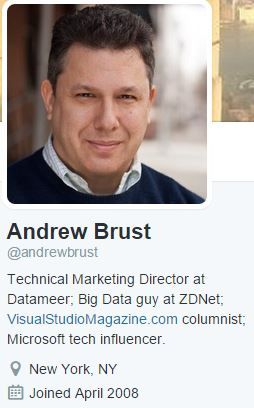 Andrew Brust
@andrewbrust
Technical Marketing Director at
Datameer; Big Data guy at ZDNet;
VisualStudioMagazine.com columnist;
Microsoft tech influencer.
New York, NY
Joined April 2008